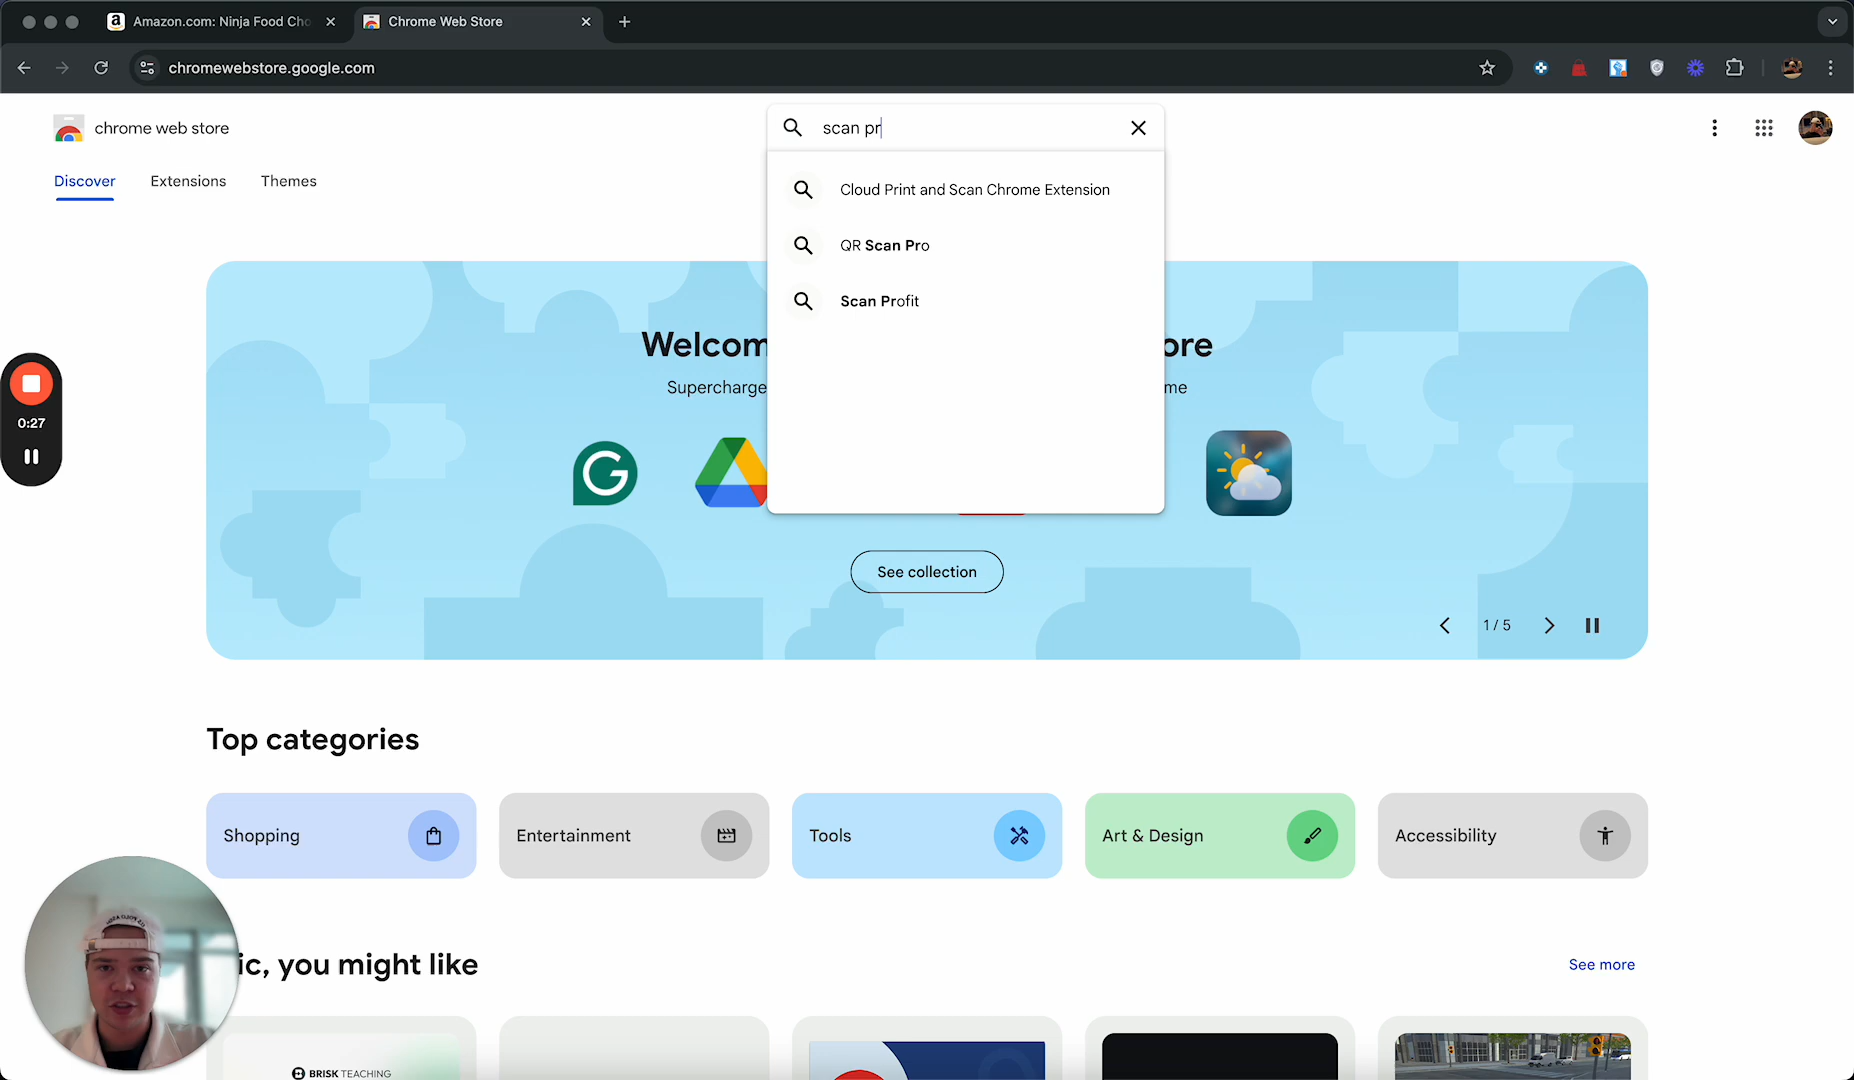 Amazon.com: Ninja Food Cho
Chrome Web Store
chromewebstore.google.com
chrome web store
scan pr
Discover
Extensions
Themes
Cloud Print and Scan Chrome Extension
QR Scan Pro
Scan Profit
Welcom
ore
Supercharge
me
0:27
See collection
1 / 5
Top categories
Shopping
Entertainment
Tools
Art & Design
Accessibility
ic, you might like
See more
BRISK TEACHING